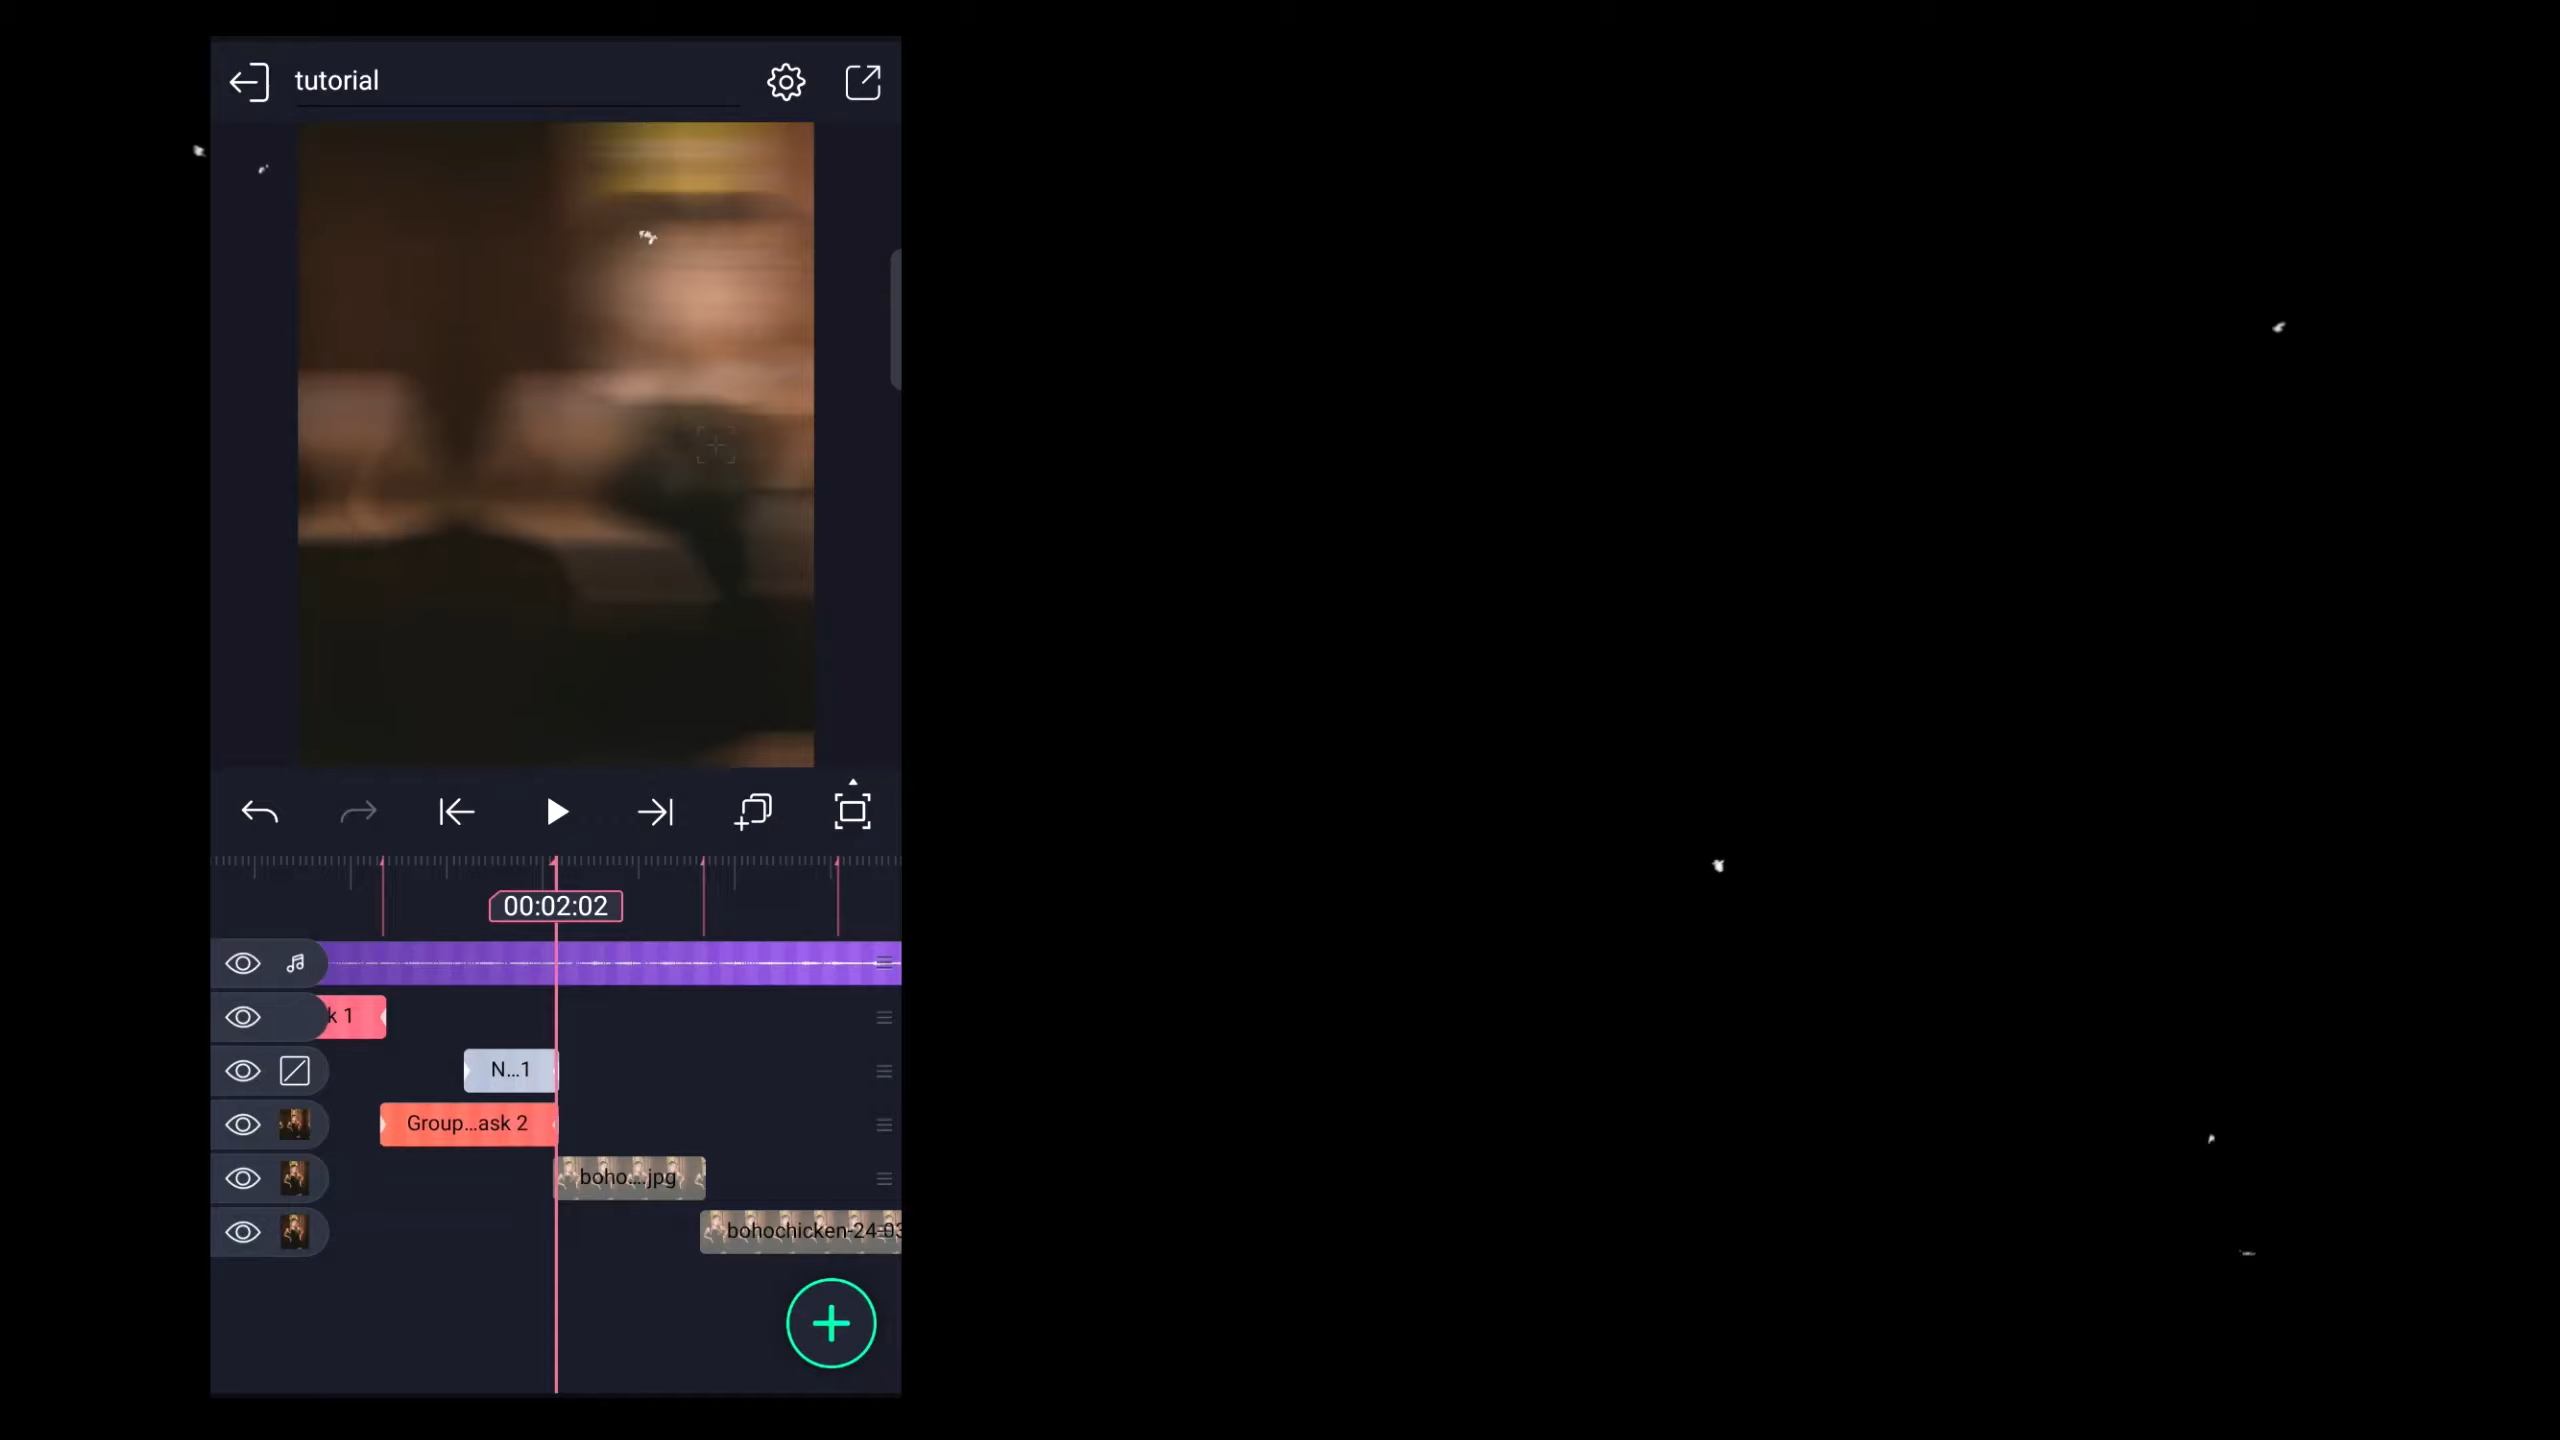 tutorial
00:02:02
k 1
N...1
Group...ask 2
boho....jpg
bohochicken-24-03